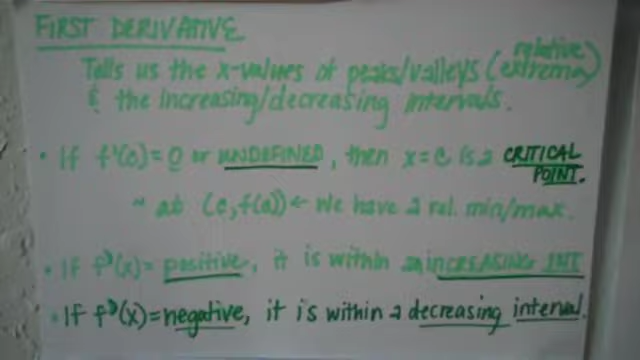 FIRST DERIVATIVE
Tells us the x-values of peaks/valleys (relative extrema)
& the increasing/decreasing intervals.
• If f'(c)=0 or UNDEFINED, then x=c is a CRITICAL
POINT.
~ at (c, f(c)) ← We have a rel. min/max.
• If f'(x)= positive, it is within an INCREASING INT
• If f'(x)=negative, it is within a decreasing interval.